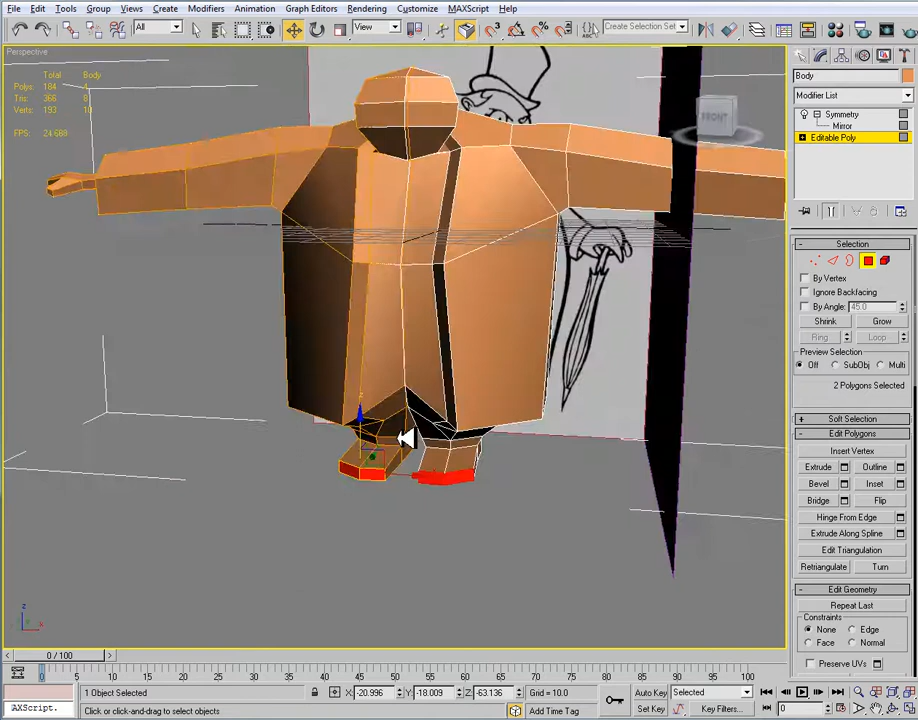 File Edit Tools Group Views Create Modifiers Animation Graph Editors Rendering Customize MAXScript Help
All View Create Selection Set
Perspective
Total Body
Polys: 184
Tris: 366 8
Verts: 193 10
FPS: 24.688
FRONT
z
x
Body
Modifier List
Symmetry
Mirror
Editable Poly
Selection
By Vertex
Ignore Backfacing
By Angle: 45.0
Shrink Grow
Ring Loop
Preview Selection
Off SubObj Multi
2 Polygons Selected
Soft Selection
Edit Polygons
Insert Vertex
Extrude Outline
Bevel Inset
Bridge Flip
Hinge From Edge
Extrude Along Spline
Edit Triangulation
Retriangulate Turn
Edit Geometry
Repeat Last
Constraints
None Edge
Face Normal
Preserve UVs
0 / 100
0 5 10 15 20 25 30 35 40 45 50 55 60 65 70 75 80 85 90 95 100
1 Object Selected X: -20.996 Y: -18.009 Z: -63.136 Grid = 10.0 Auto Key Selected
AXScript. Click or click-and-drag to select objects Add Time Tag Set Key Key Filters... 0